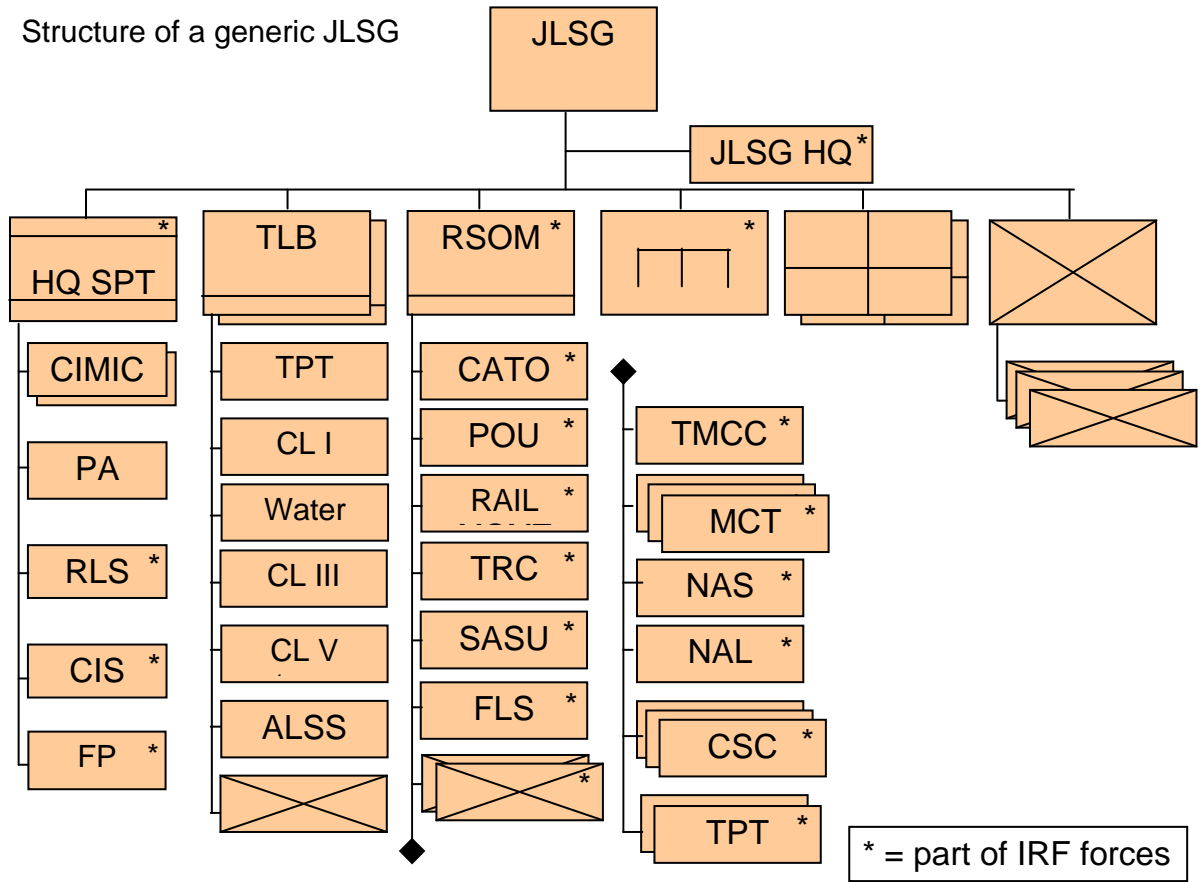 Structure of a generic JLSG
JLSG
JLSG HQ *
*
HQ SPT
TLB
RSOM *
*
CIMIC
PA
RLS *
CIS *
FP *
TPT
CL I
Water
CL III
CL V
ALSS
CATO *
POU *
RAIL *
TRC *
SASU *
FLS *
*
TMCC *
MCT *
NAS *
NAL *
CSC *
TPT *
* = part of IRF forces